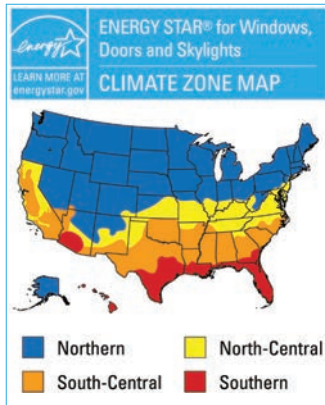 ENERGY STAR® for Windows,
Doors and Skylights
energy
LEARN MORE AT
energystar.gov
CLIMATE ZONE MAP
Northern
North-Central
South-Central
Southern